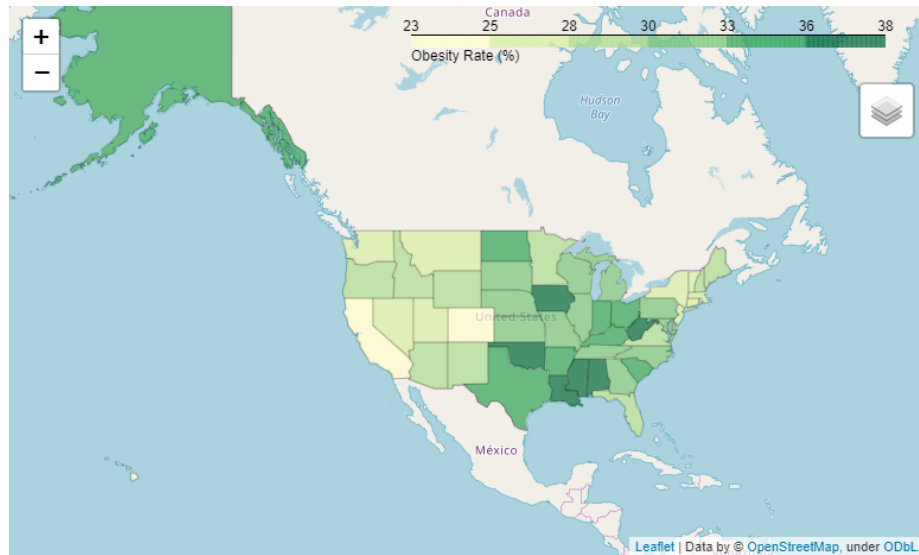 +
−
Canada
23 25 28 30 33 36 38
Obesity Rate (%)
Hudson
Bay
United States
México
Leaflet | Data by © OpenStreetMap, under ODbL